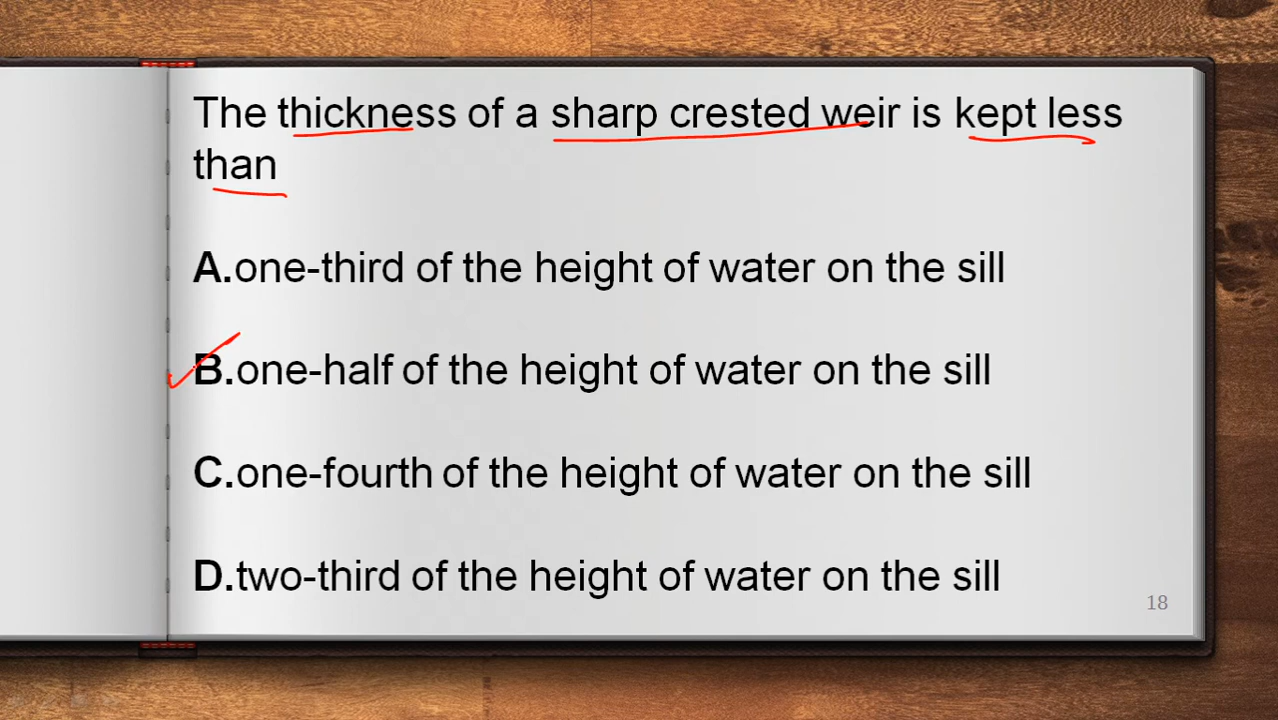 The thickness of a sharp crested weir is kept less
than
A.one-third of the height of water on the sill
B.one-half of the height of water on the sill
C.one-fourth of the height of water on the sill
D.two-third of the height of water on the sill
18